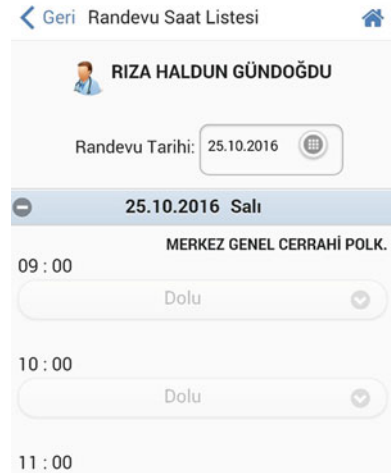 Geri Randevu Saat Listesi
RIZA HALDUN GÜNDOĞDU
Randevu Tarihi: 25.10.2016
25.10.2016 Salı
MERKEZ GENEL CERRAHİ POLK.
09 : 00
Dolu
10 : 00
Dolu
11 : 00